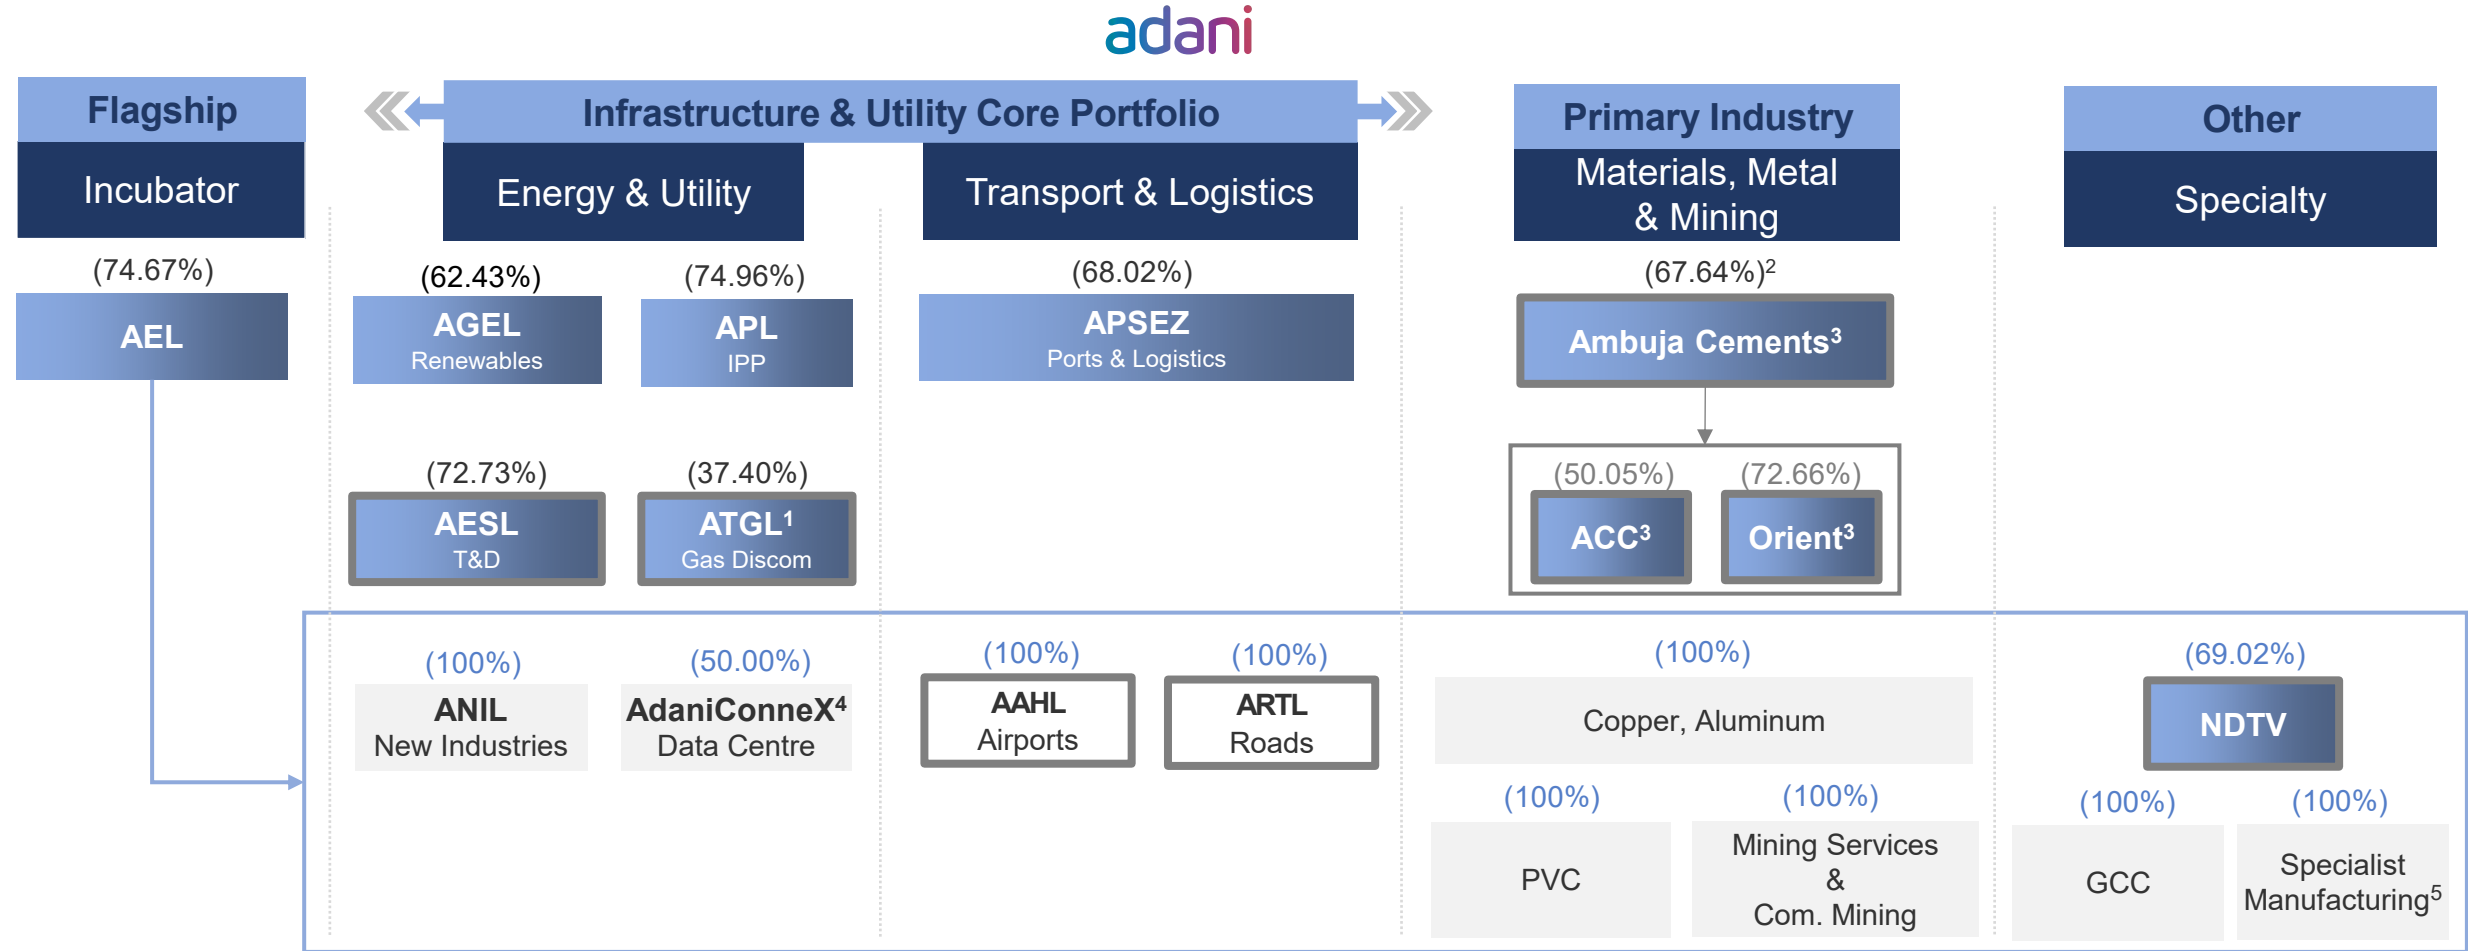 adani
Flagship
Incubator
(74.67%)
AEL
Infrastructure & Utility Core Portfolio
Energy & Utility
(62.43%)
AGEL
Renewables
(74.96%)
APL
IPP
(72.73%)
AESL
T&D
(37.40%)
ATGL¹
Gas Discom
Transport & Logistics
(68.02%)
APSEZ
Ports & Logistics
Primary Industry
Materials, Metal
& Mining
(67.64%)²
Ambuja Cements³
(50.05%)
ACC³
(72.66%)
Orient³
Other
Specialty
(100%)
ANIL
New Industries
(50.00%)
AdaniConneX⁴
Data Centre
(100%)
AAHL
Airports
(100%)
ARTL
Roads
(100%)
Copper, Aluminum
(100%)
PVC
(100%)
Mining Services
&
Com. Mining
(69.02%)
NDTV
(100%)
GCC
(100%)
Specialist
Manufacturing⁵